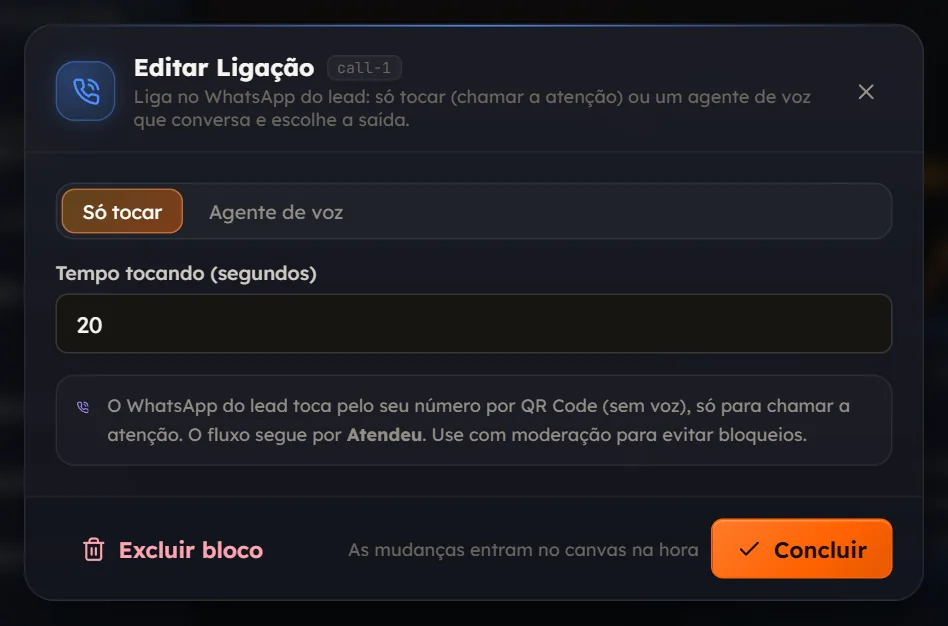 Editar Ligação call-1
Liga no WhatsApp do lead: só tocar (chamar a atenção) ou um agente de voz
que conversa e escolhe a saída.
Só tocar Agente de voz
Tempo tocando (segundos)
20
O WhatsApp do lead toca pelo seu número por QR Code (sem voz), só para chamar a
atenção. O fluxo segue por Atendeu. Use com moderação para evitar bloqueios.
Excluir bloco As mudanças entram no canvas na hora Concluir